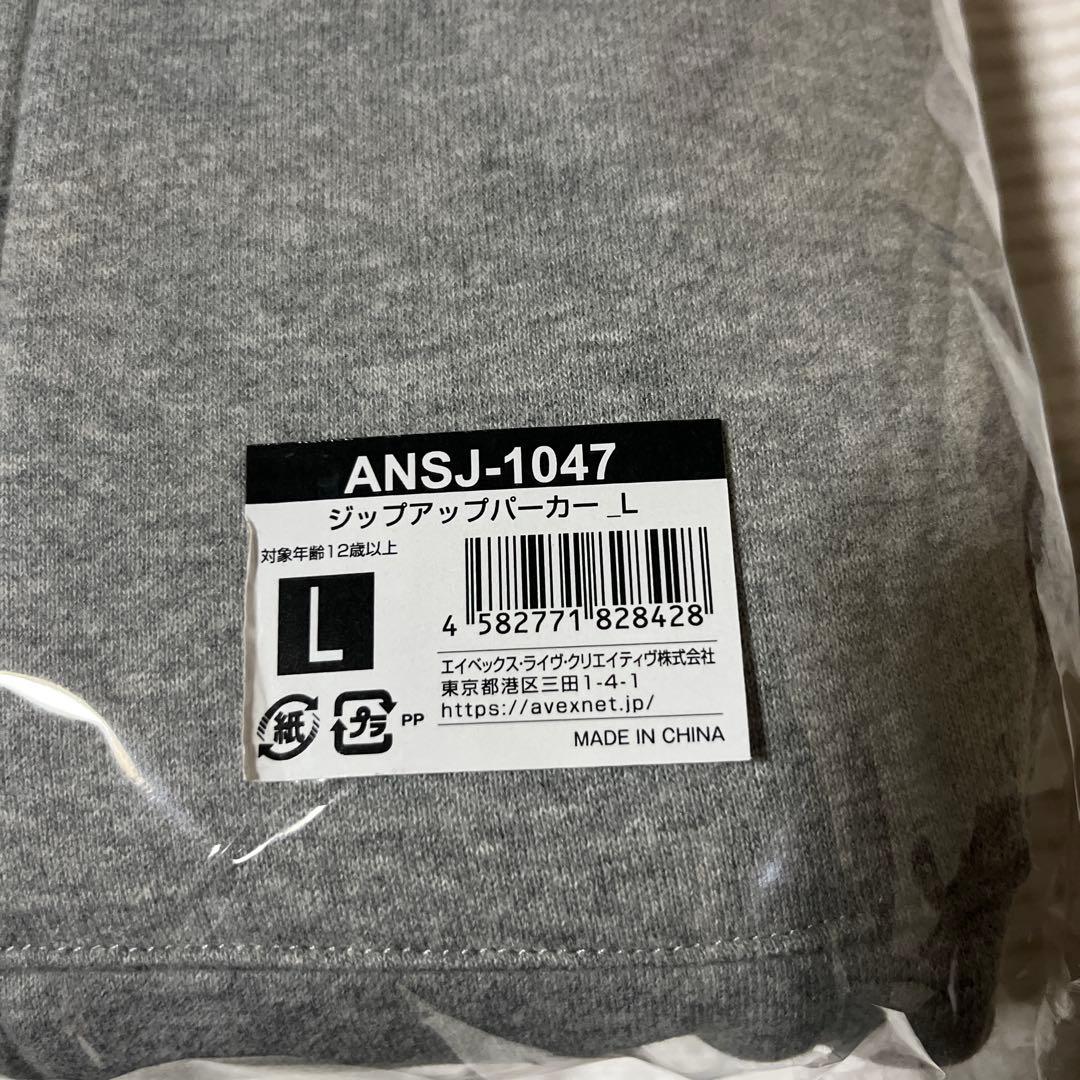 ANSJ-1047
ジップアップパーカー_L
対象年齢12歳以上
L
4 582771 828428
エイベックス・ライヴ・クリエイティヴ株式会社
東京都港区三田1-4-1
https://avexnet.jp/
紙 プラ PP
MADE IN CHINA